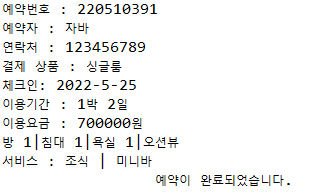 예약번호 : 220510391
예약자 : 자바
연락처 : 123456789
결제 상품 : 싱글룸
체크인: 2022-5-25
이용기간 : 1박 2일
이용요금 : 700000원
방 1|침대 1|욕실 1|오션뷰
서비스 : 조식 | 미니바
예약이 완료되었습니다.